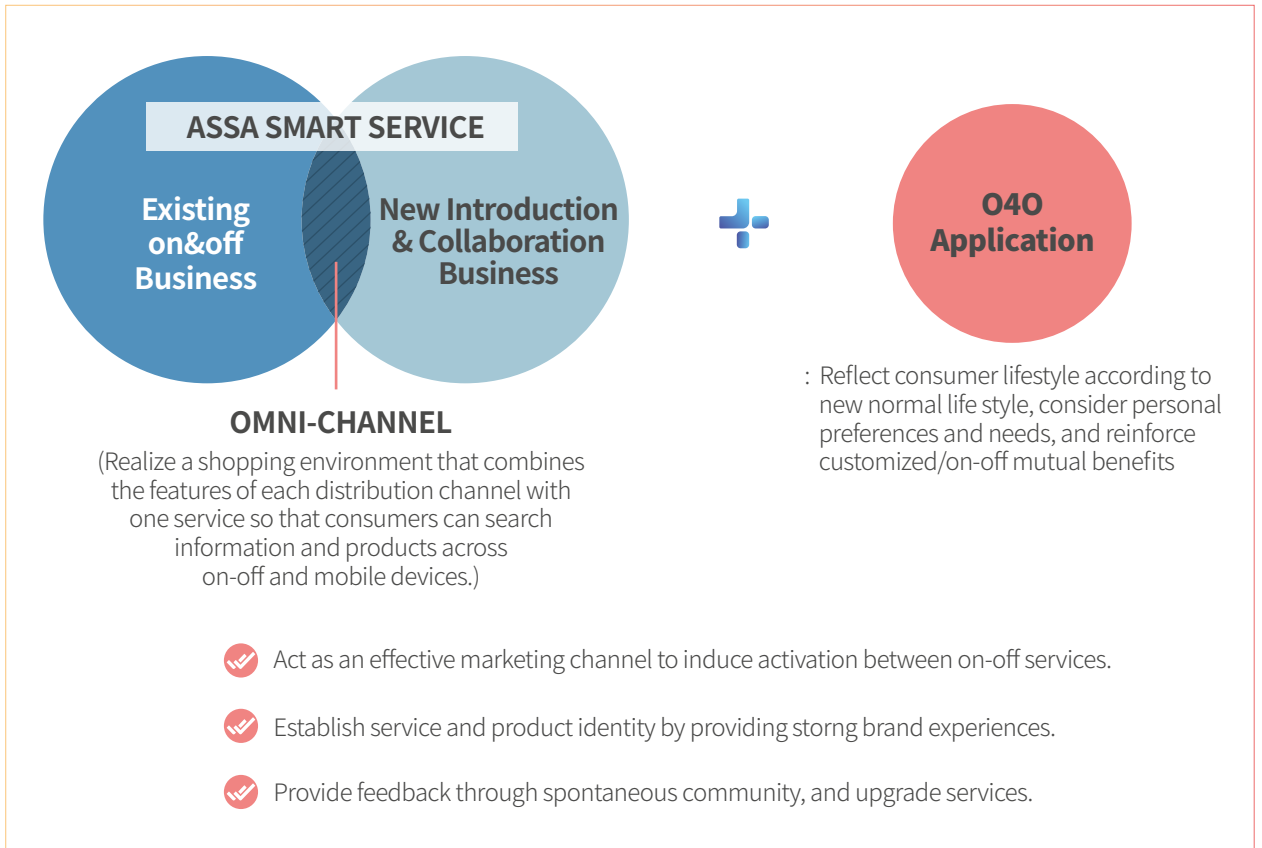 ASSA SMART SERVICE
Existing
on&off
Business
New Introduction
& Collaboration
Business
O4O
Application
OMNI-CHANNEL
(Realize a shopping environment that combines
the features of each distribution channel with
one service so that consumers can search
information and products across
on-off and mobile devices.)
: Reflect consumer lifestyle according to
new normal life style, consider personal
preferences and needs, and reinforce
customized/on-off mutual benefits
Act as an effective marketing channel to induce activation between on-off services.
Establish service and product identity by providing storng brand experiences.
Provide feedback through spontaneous community, and upgrade services.